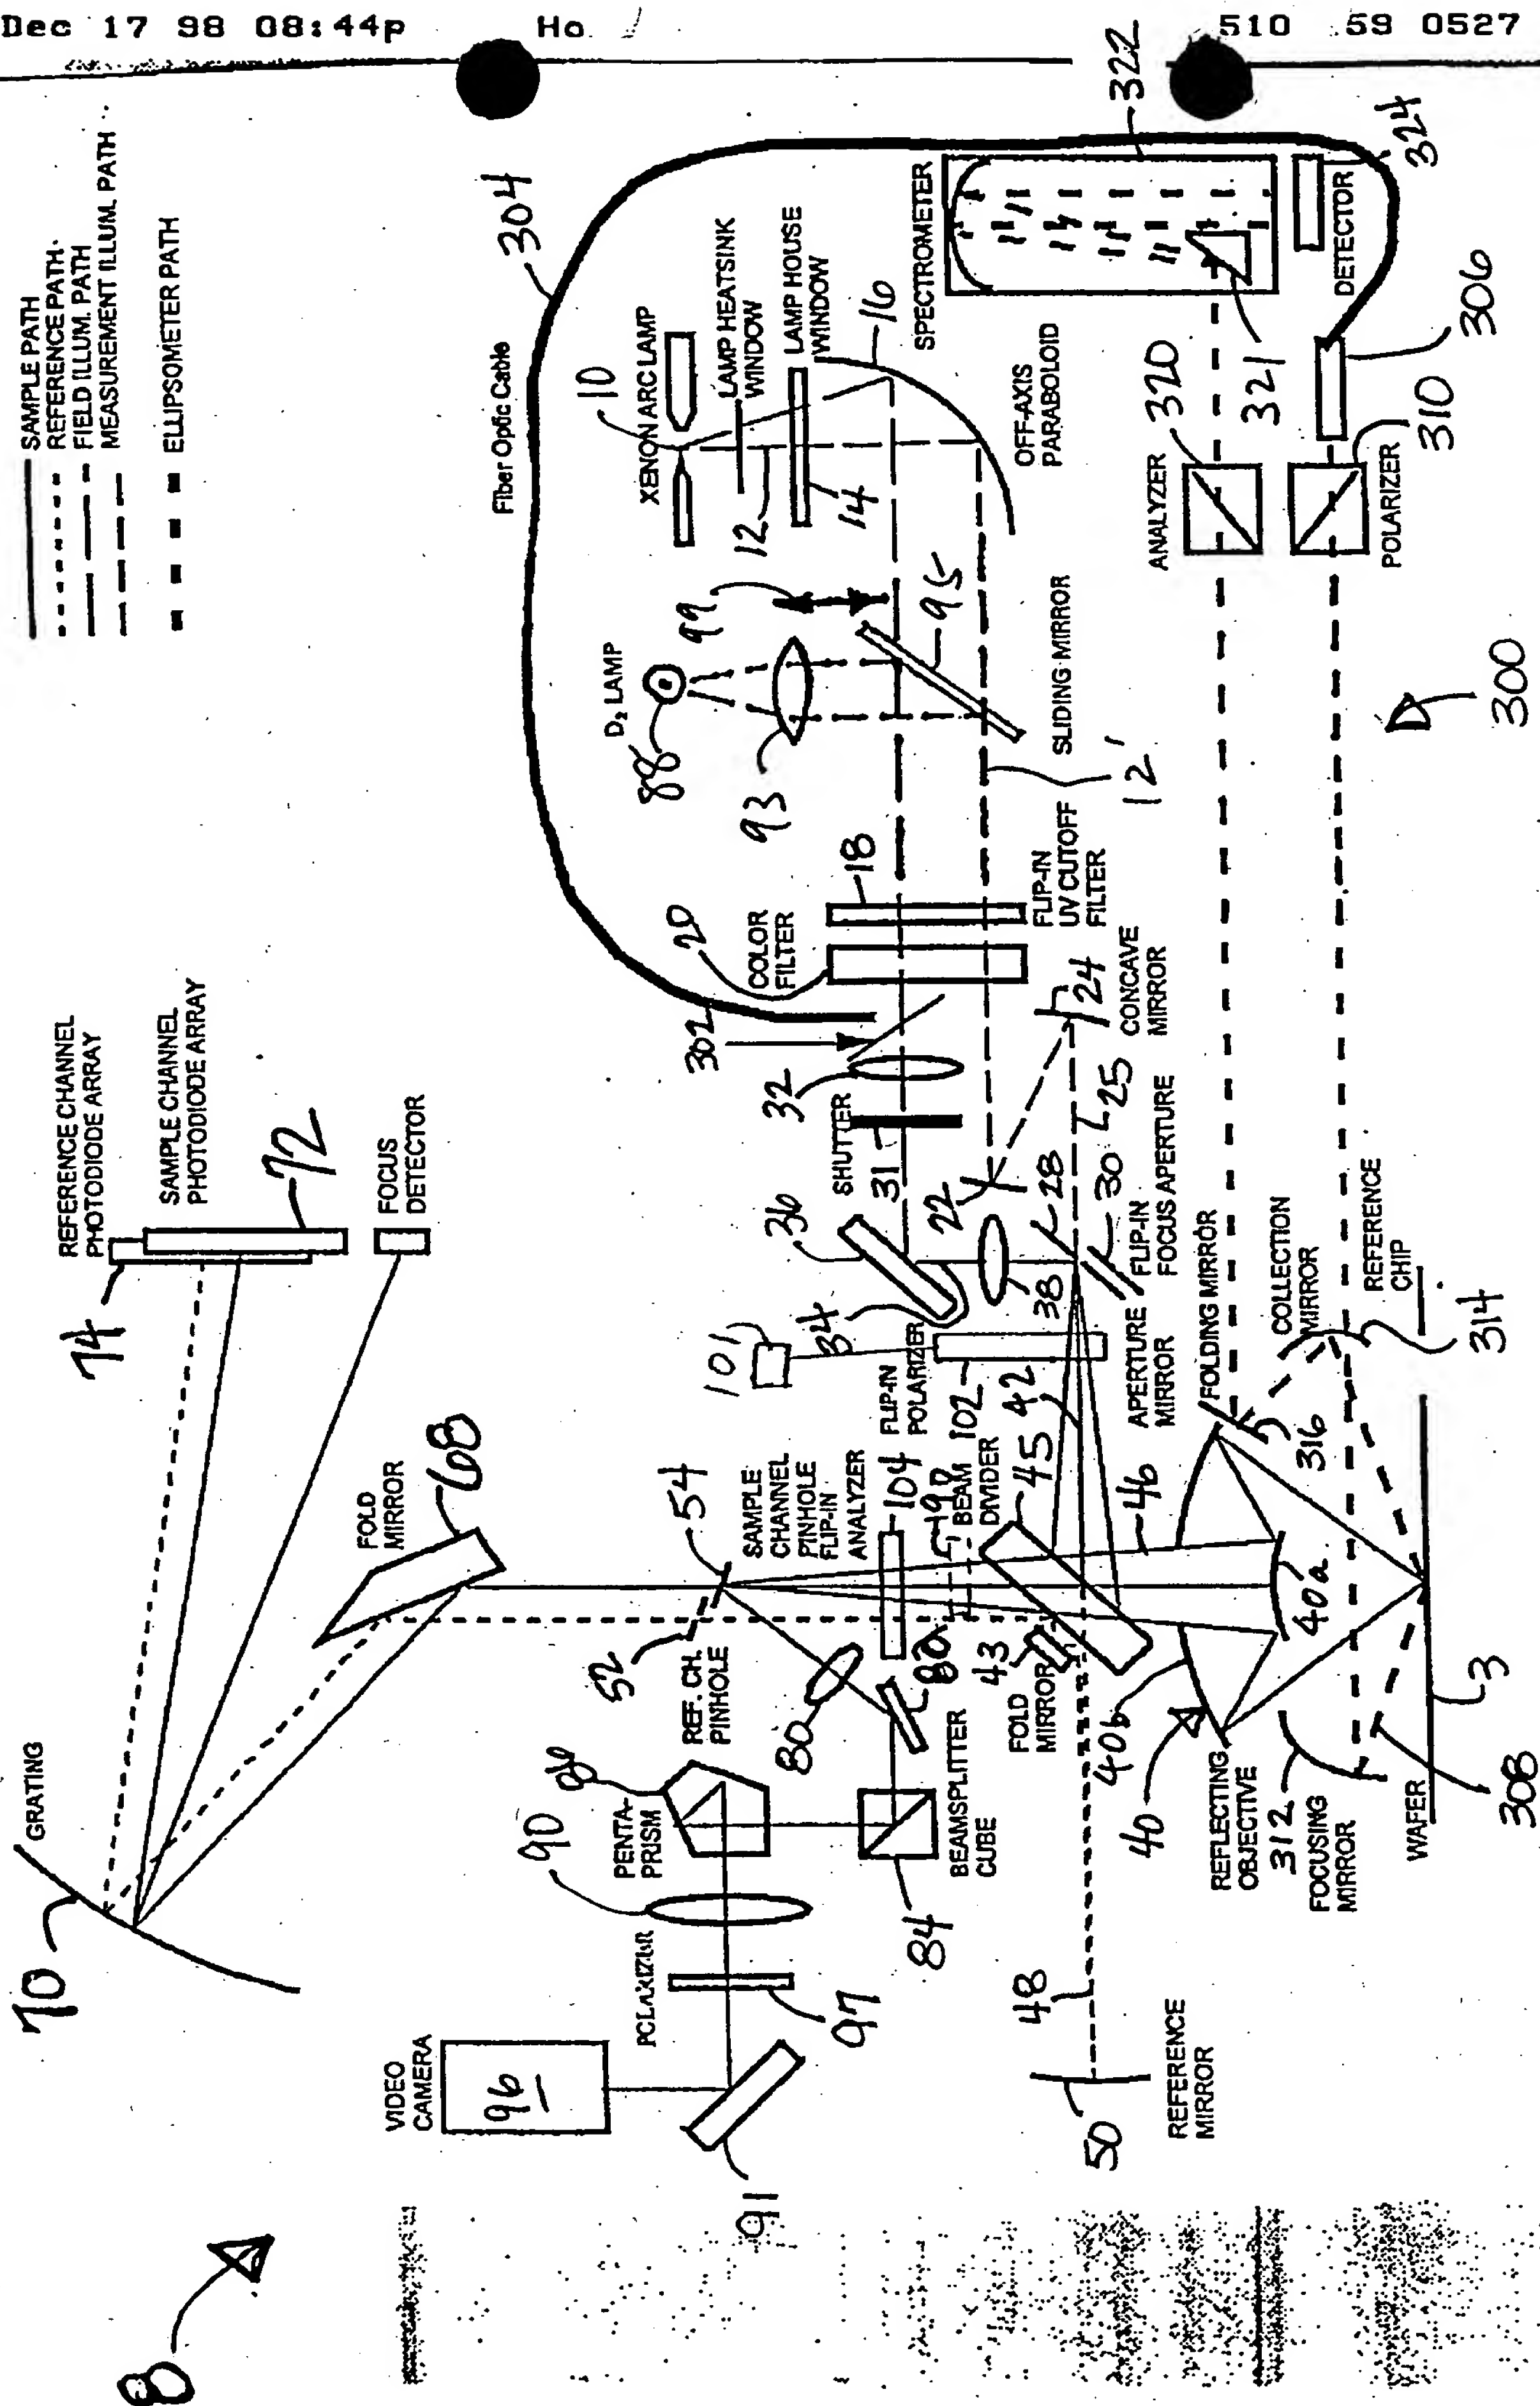 Dec 17 98 08:44p
Ho
510
59 0527
SAMPLE PATH
REFERENCE PATH
FIELD ILLUM. PATH
MEASUREMENT ILLUM. PATH
ELLIPSOMETER PATH
8
GRATING
70
REFERENCE CHANNEL
PHOTODIODE ARRAY
74
SAMPLE CHANNEL
PHOTODIODE ARRAY
72
FOCUS
DETECTOR
FOLD
MIRROR
68
Fiber Optic Cable
304
XENON ARC LAMP
10
LAMP HEATSINK
WINDOW
12
LAMP HOUSE
WINDOW
14
16
OFF-AXIS
PARABOLOID
D2 LAMP
88
93
99
95
SLIDING MIRROR
12'
COLOR
FILTER
20
18
FLIP-IN
UV CUTOFF
FILTER
302
32
SHUTTER
31
22
24
CONCAVE
MIRROR
25
36
34
38
28
30
FLIP-IN
FOCUS APERTURE
APERTURE
MIRROR
101
FLIP-IN
POLARIZER
102
42
45
BEAM
DIVIDER
46
SAMPLE
CHANNEL
PINHOLE
54
FLIP-IN
ANALYZER
104
52
REF. CH.
PINHOLE
80
43
FOLD
MIRROR
VIDEO
CAMERA
96
91
97
90
PENTA-
PRISM
84
BEAMSPLITTER
CUBE
48
50
REFERENCE
MIRROR
40
40a
40b
REFLECTING
OBJECTIVE
312
FOCUSING
MIRROR
WAFER
3
308
FOLDING MIRROR
316
COLLECTION
MIRROR
314
REFERENCE
CHIP
300
SPECTROMETER
322
321
DETECTOR
324
306
ANALYZER
320
POLARIZER
310